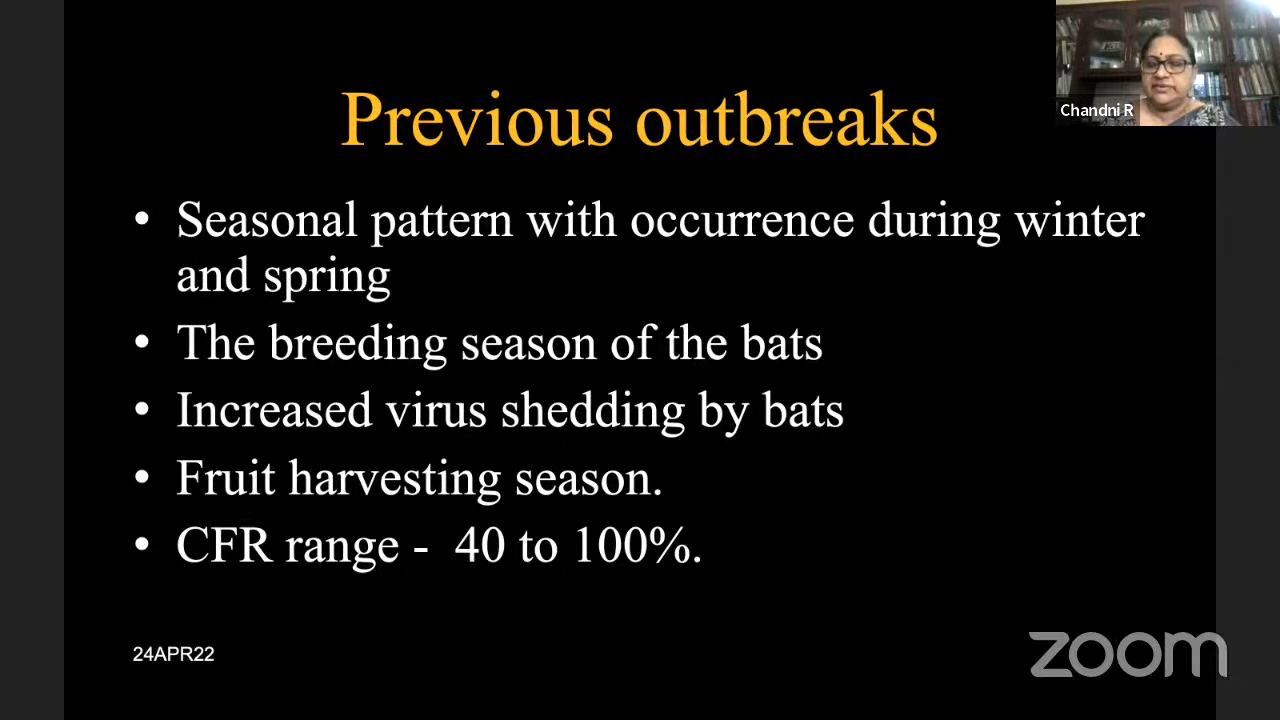 Previous outbreaks
Chandni R
• Seasonal pattern with occurrence during winter
and spring
• The breeding season of the bats
• Increased virus shedding by bats
• Fruit harvesting season.
• CFR range -  40 to 100%.
24APR22
zoom